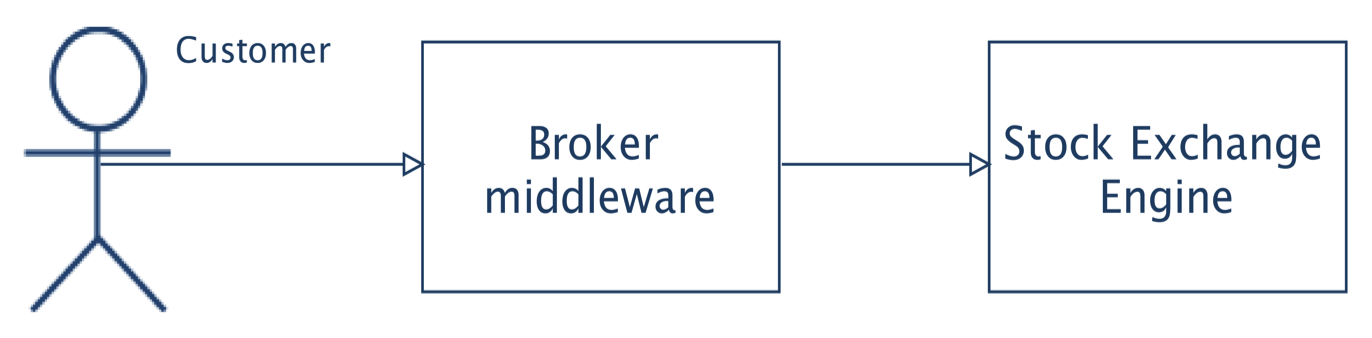 Customer
Broker
middleware
Stock Exchange
Engine